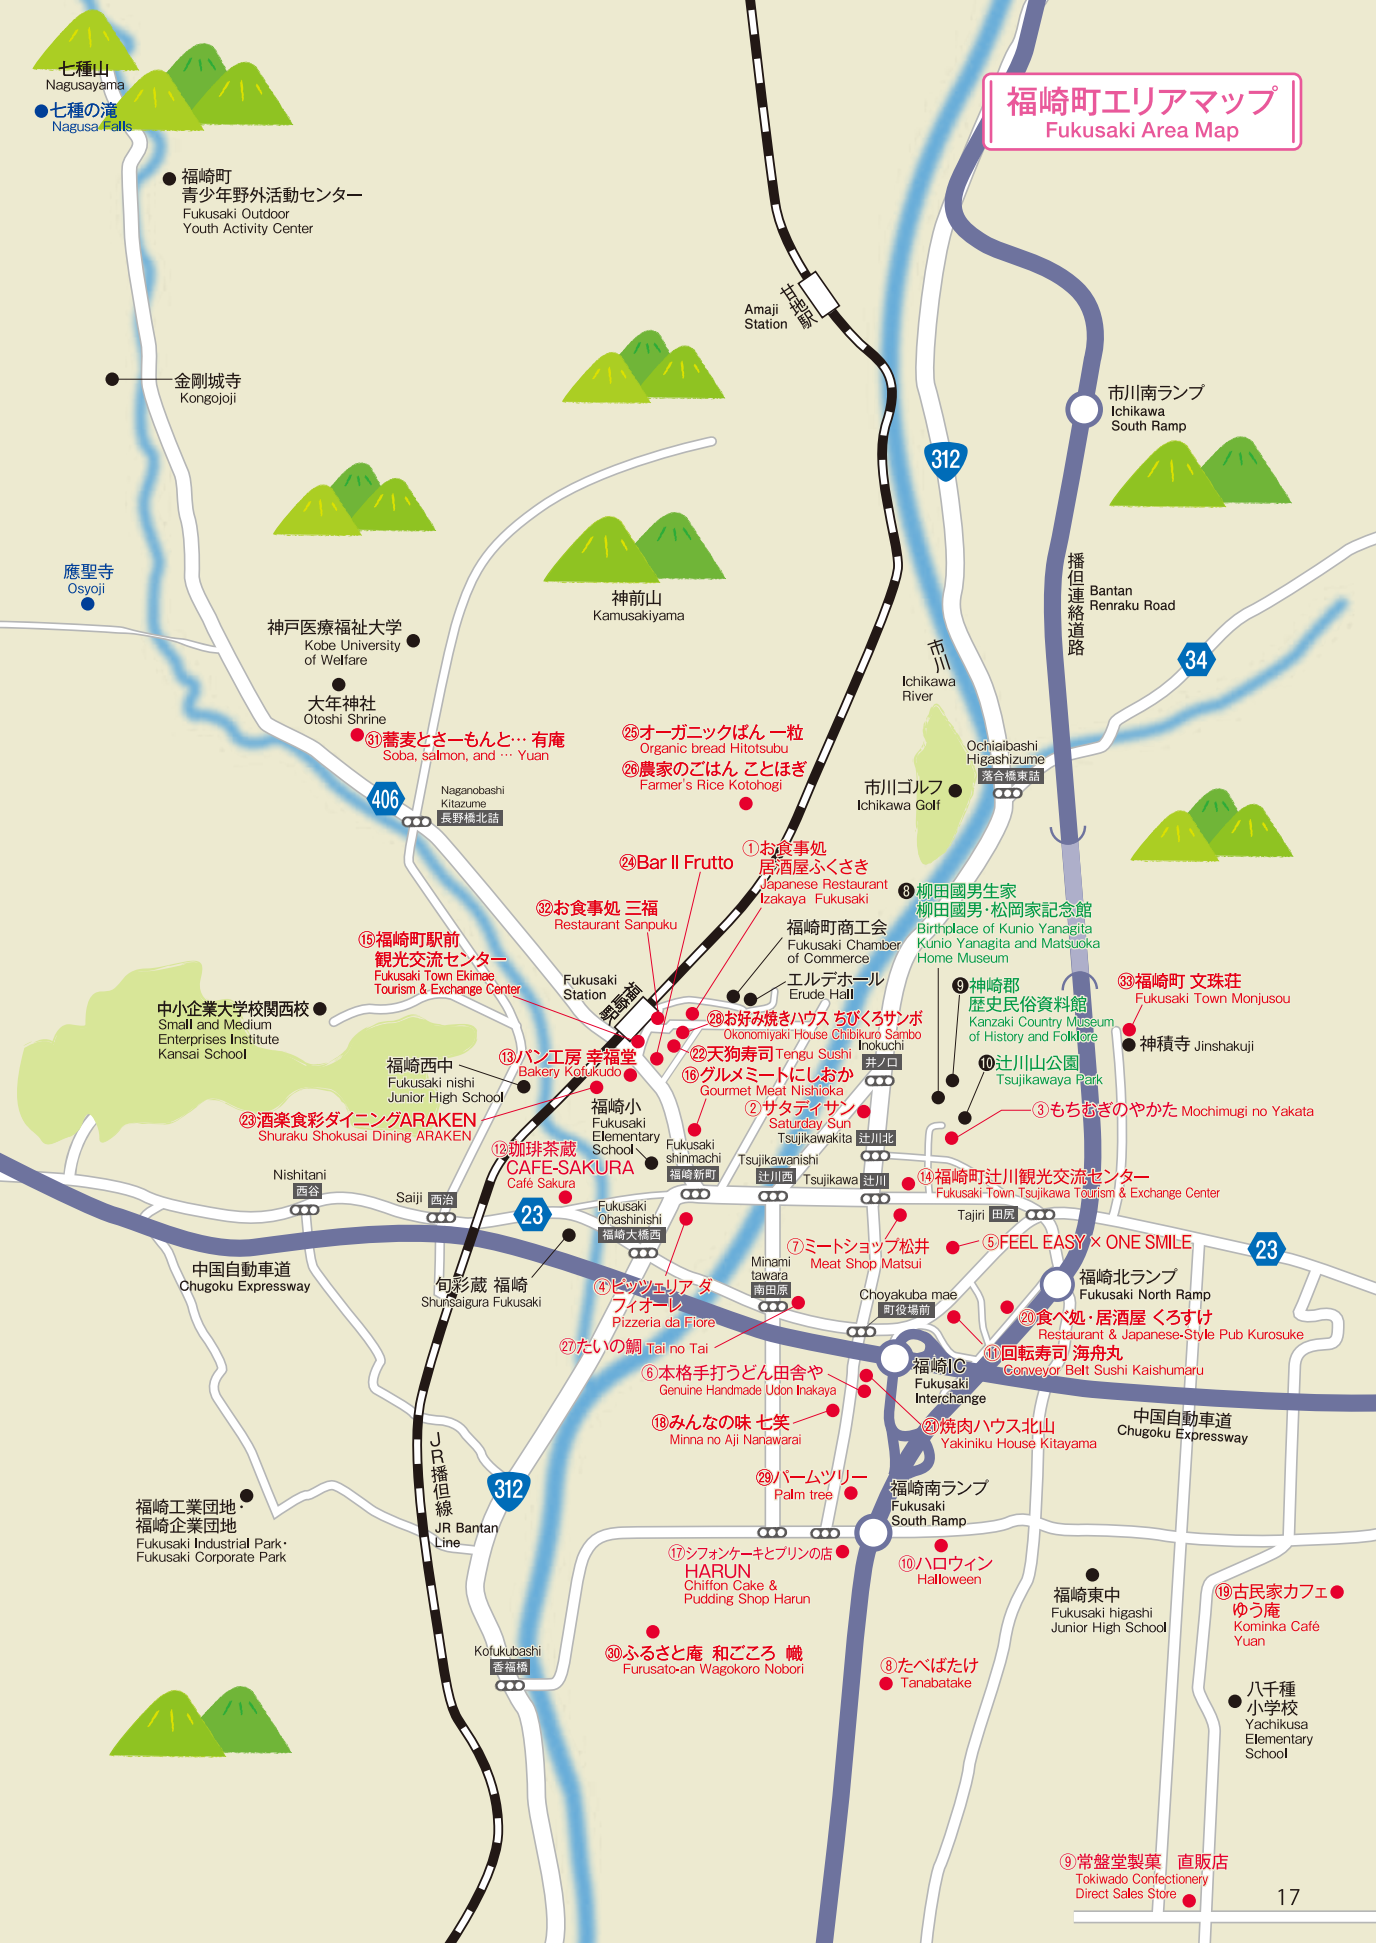 福崎町エリアマップ
Fukusaki Area Map
七種山
Nagusayama
七種の滝
Nagusa Falls
福崎町
青少年野外活動センター
Fukusaki Outdoor
Youth Activity Center
甘地駅
Amaji
Station
金剛城寺
Kongojoji
市川南ランプ
Ichikawa
South Ramp
312
應聖寺
Osyoji
神前山
Kamusakiyama
播但連絡道路
Bantan
Renraku Road
神戸医療福祉大学
Kobe University
of Welfare
市川
Ichikawa
River
34
大年神社
Otoshi Shrine
㉛蕎麦とさーもんと… 有庵
Soba, salmon, and … Yuan
㉕オーガニックぱん 一粒
Organic bread Hitotsubu
㉖農家のごはん ことほぎ
Farmer's Rice Kotohogi
Ochiaibashi
Higashizume
落合橋東詰
市川ゴルフ
Ichikawa Golf
406
Naganobashi
Kitazume
長野橋北詰
①お食事処
居酒屋ふくさき
Japanese Restaurant
Izakaya Fukusaki
㉔Bar Il Frutto
❽柳田國男生家
柳田國男・松岡家記念館
Birthplace of Kunio Yanagita
Kunio Yanagita and Matsuoka
Home Museum
㉜お食事処 三福
Restaurant Sanpuku
福崎町商工会
Fukusaki Chamber
of Commerce
⑮福崎町駅前
観光交流センター
Fukusaki Town Ekimae
Tourism & Exchange Center
Fukusaki
Station
福崎駅
エルデホール
Erude Hall
❾神崎郡
歴史民俗資料館
Kanzaki Country Museum
of History and Folklore
㉝福崎町 文珠荘
Fukusaki Town Monjusou
神積寺 Jinshakuji
中小企業大学校関西校
Small and Medium
Enterprises Institute
Kansai School
㉘お好み焼きハウス ちびくろサンボ
Okonomiyaki House Chibikuro Sambo
㉒天狗寿司 Tengu Sushi
Inokuchi
井ノ口
⑬パン工房 幸福堂
Bakery Kofukudo
❿辻川山公園
Tsujikawaya Park
福崎西中
Fukusaki nishi
Junior High School
⑯グルメミートにしおか
Gourmet Meat Nishioka
福崎小
Fukusaki
Elementary
School
②サタディサン
Saturday Sun
③もちむぎのやかた Mochimugi no Yakata
㉓酒楽食彩ダイニングARAKEN
Shuraku Shokusai Dining ARAKEN
Tsujikawakita
辻川北
⑫珈琲茶蔵
CAFE-SAKURA
Café Sakura
Fukusaki
shinmachi
福崎新町
Tsujikawanishi
辻川西
Tsujikawa
辻川
⑭福崎町辻川観光交流センター
Fukusaki Town Tsujikawa Tourism & Exchange Center
Nishitani
西谷
Saiji
西治
23
Fukusaki
Ohashinishi
福崎大橋西
Tajiri
田尻
⑦ミートショップ松井
Meat Shop Matsui
⑤FEEL EASY × ONE SMILE
23
中国自動車道
Chugoku Expressway
旬彩蔵 福崎
Shunsaigura Fukusaki
④ピッツェリア ダ
フィオーレ
Pizzeria da Fiore
Minami
tawara
南田原
Choyakuba mae
町役場前
福崎北ランプ
Fukusaki North Ramp
⑳食べ処・居酒屋 くろすけ
Restaurant & Japanese-Style Pub Kurosuke
㉗たいの鯛 Tai no Tai
⑪回転寿司 海舟丸
Conveyor Belt Sushi Kaishumaru
福崎IC
Fukusaki
Interchange
⑥本格手打うどん田舎や
Genuine Handmade Udon Inakaya
⑱みんなの味 七笑
Minna no Aji Nanawarai
㉑焼肉ハウス北山
Yakiniku House Kitayama
中国自動車道
Chugoku Expressway
JR播但線
JR Bantan
Line
312
㉙パームツリー
Palm tree
福崎南ランプ
Fukusaki
South Ramp
福崎工業団地・
福崎企業団地
Fukusaki Industrial Park・
Fukusaki Corporate Park
⑰シフォンケーキとプリンの店
HARUN
Chiffon Cake &
Pudding Shop Harun
⑩ハロウィン
Halloween
福崎東中
Fukusaki higashi
Junior High School
⑲古民家カフェ
ゆう庵
Kominka Café
Yuan
Kofukubashi
香福橋
㉚ふるさと庵 和ごころ 幟
Furusato-an Wagokoro Nobori
⑧たべばたけ
Tanabatake
八千種
小学校
Yachikusa
Elementary
School
⑨常盤堂製菓 直販店
Tokiwado Confectionery
Direct Sales Store
17